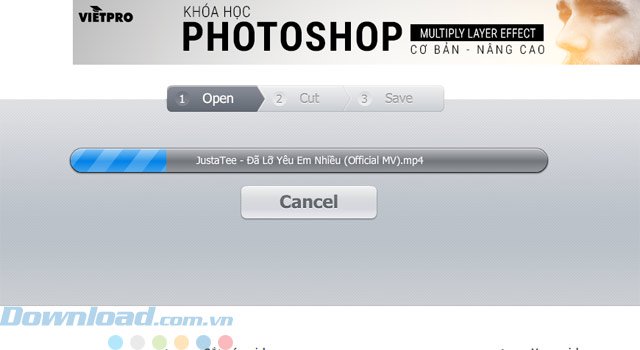 VIETPRO
KHÓA HỌC
PHOTOSHOP
MULTIPLY LAYER EFFECT
CƠ BẢN - NÂNG CAO
1 Open 2 Cut 3 Save
JustaTee - Đã Lỡ Yêu Em Nhiều (Official MV).mp4
Cancel
Download.com.vn